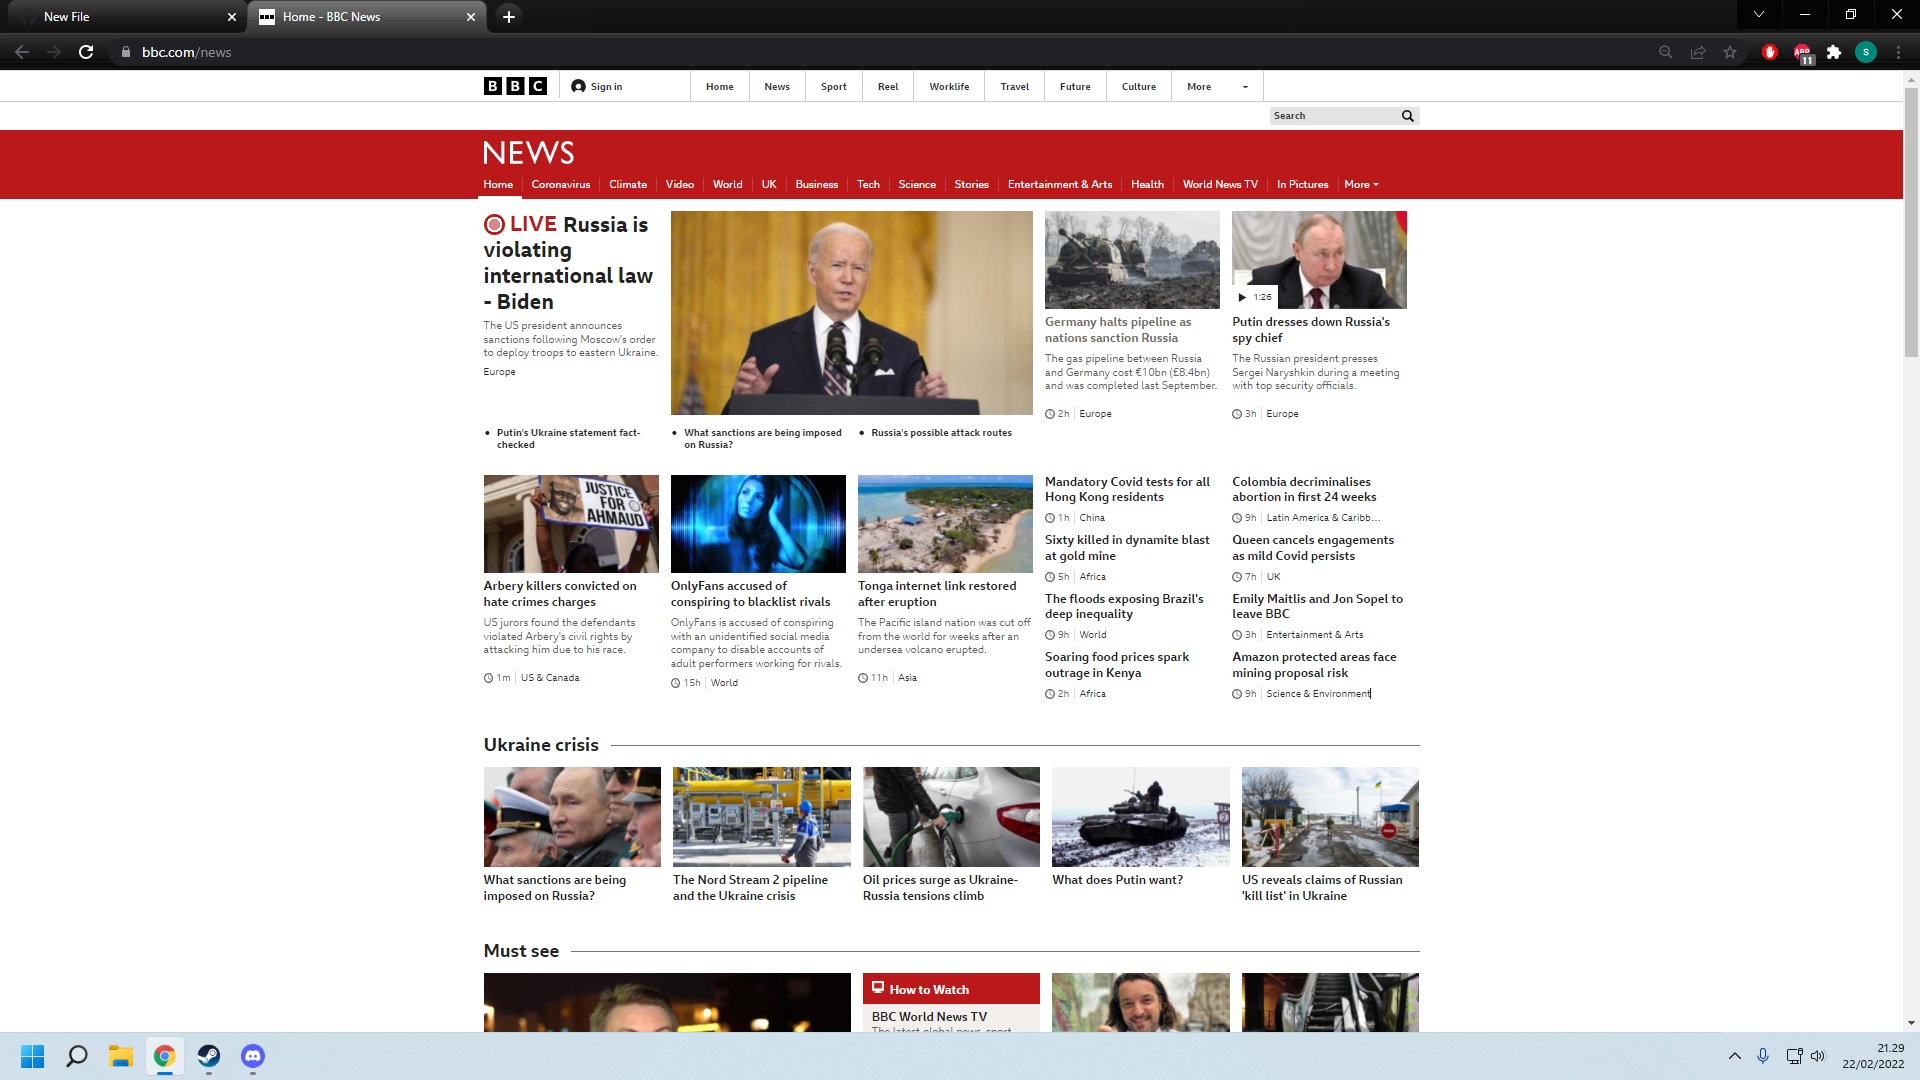 New File
Home - BBC News
bbc.com/news
ABP
11
S
BBC
Sign in
Home
News
Sport
Reel
Worklife
Travel
Future
Culture
More
Search
NEWS
Home
Coronavirus
Climate
Video
World
UK
Business
Tech
Science
Stories
Entertainment & Arts
Health
World News TV
In Pictures
More
LIVE Russia is
violating
international law
- Biden
The US president announces
sanctions following Moscow's order
to deploy troops to eastern Ukraine.
Europe
Putin's Ukraine statement fact-
checked
What sanctions are being imposed
on Russia?
Russia's possible attack routes
Germany halts pipeline as
nations sanction Russia
The gas pipeline between Russia
and Germany cost €10bn (£8.4bn)
and was completed last September.
2h Europe
1:26
Putin dresses down Russia's
spy chief
The Russian president presses
Sergei Naryshkin during a meeting
with top security officials.
3h Europe
JUSTICE
FOR
AHMAUD
Arbery killers convicted on
hate crimes charges
US jurors found the defendants
violated Arbery's civil rights by
attacking him due to his race.
1m US & Canada
OnlyFans accused of
conspiring to blacklist rivals
OnlyFans is accused of conspiring
with an unidentified social media
company to disable accounts of
adult performers working for rivals.
15h World
Tonga internet link restored
after eruption
The Pacific island nation was cut off
from the world for weeks after an
undersea volcano erupted.
11h Asia
Mandatory Covid tests for all
Hong Kong residents
1h China
Sixty killed in dynamite blast
at gold mine
5h Africa
The floods exposing Brazil's
deep inequality
9h World
Soaring food prices spark
outrage in Kenya
2h Africa
Colombia decriminalises
abortion in first 24 weeks
9h Latin America & Caribb...
Queen cancels engagements
as mild Covid persists
7h UK
Emily Maitlis and Jon Sopel to
leave BBC
3h Entertainment & Arts
Amazon protected areas face
mining proposal risk
9h Science & Environment
Ukraine crisis
What sanctions are being
imposed on Russia?
The Nord Stream 2 pipeline
and the Ukraine crisis
Oil prices surge as Ukraine-
Russia tensions climb
What does Putin want?
US reveals claims of Russian
'kill list' in Ukraine
Must see
How to Watch
BBC World News TV
The latest global news, sport,
21.29
22/02/2022